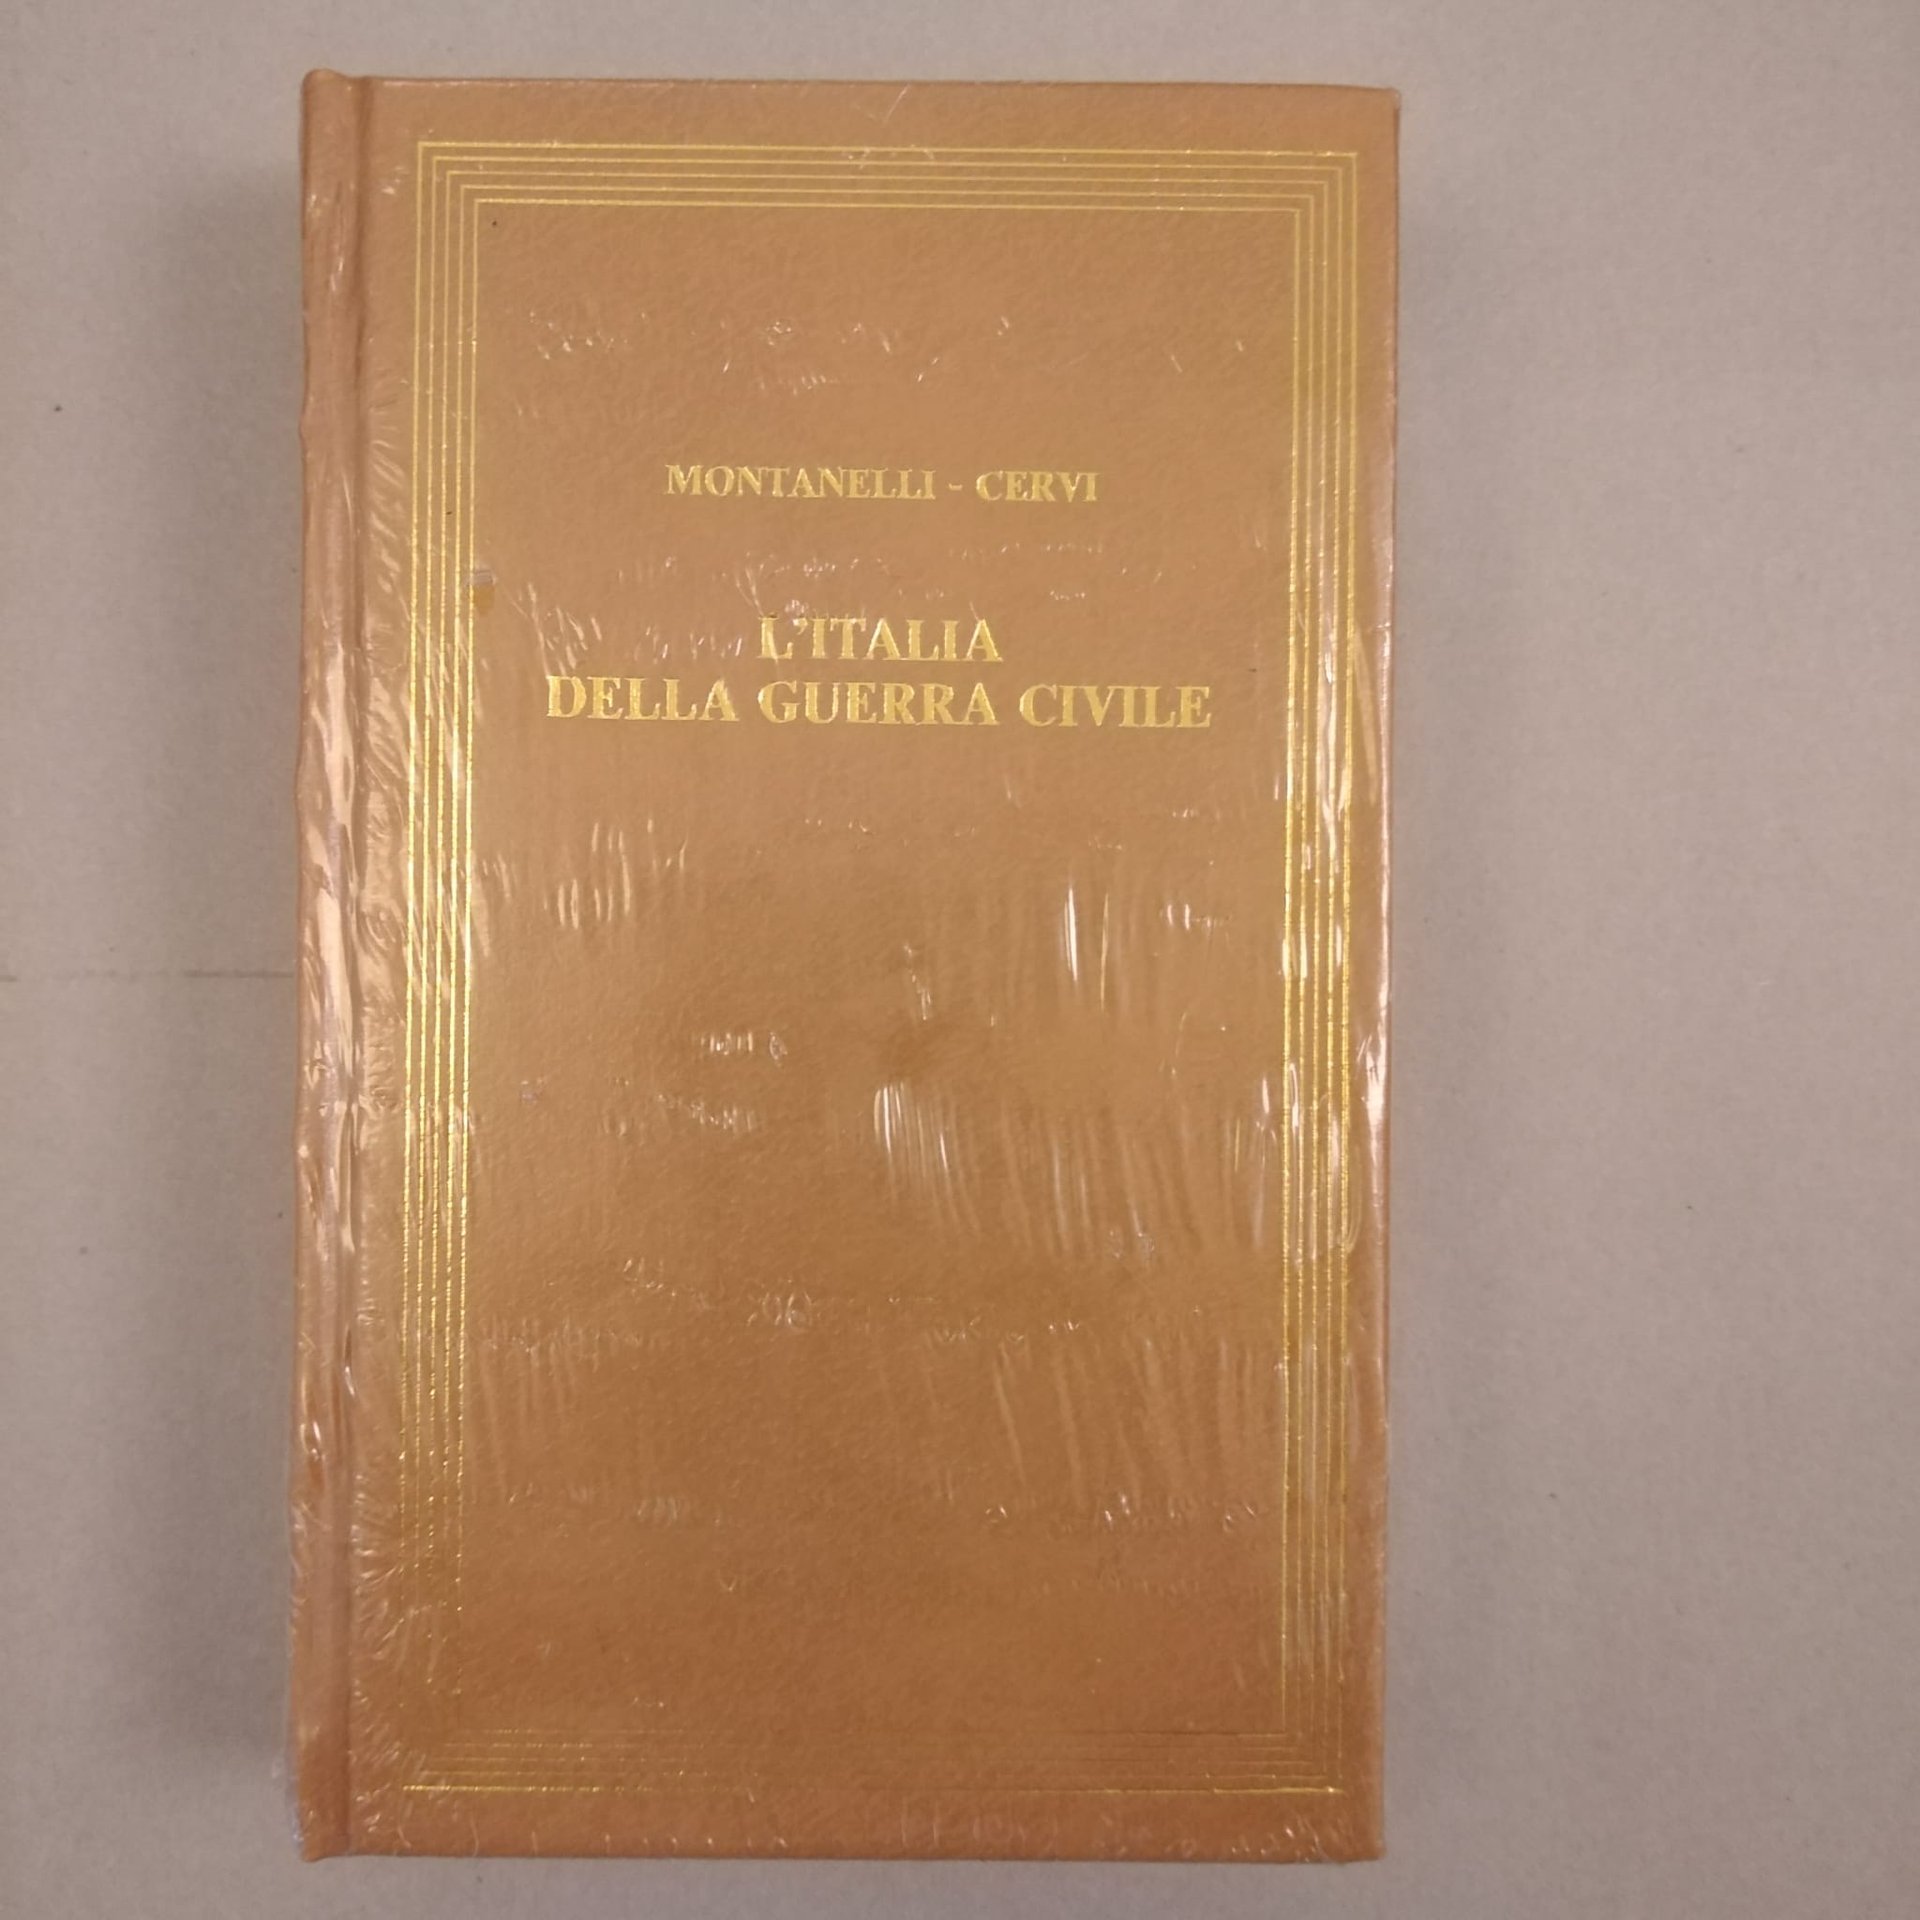 MONTANELLI - CERVI
L'ITALIA
DELLA GUERRA CIVILE